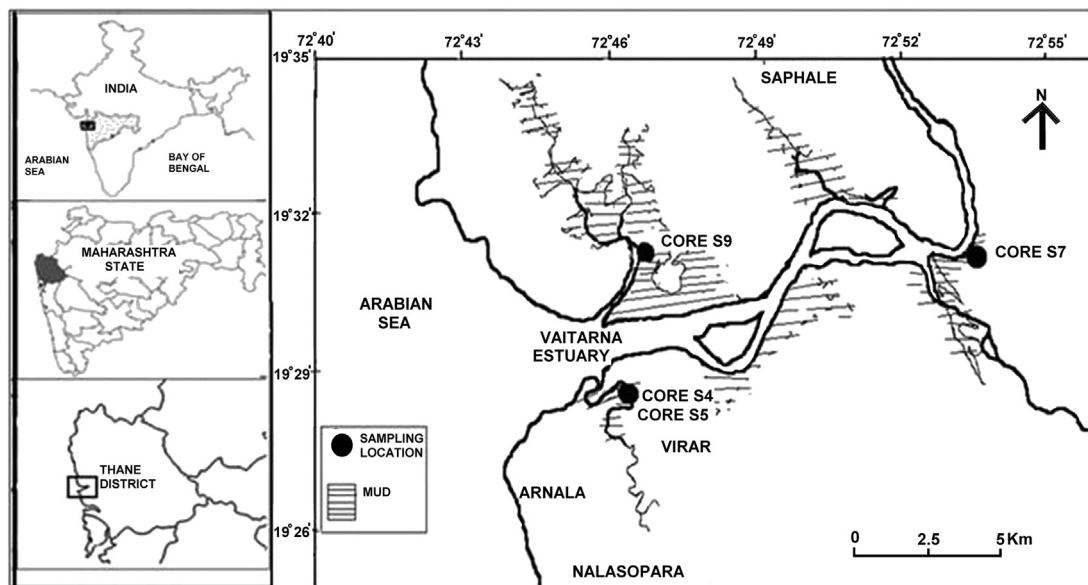 INDIA
ARABIAN
SEA
BAY OF
BENGAL
MAHARASHTRA
STATE
THANE
DISTRICT
72°40' 72°43' 72°46' 72°49' 72°52' 72°55'
19°35'
19°32'
19°29'
19°26'
SAPHALE
N
CORE S9
CORE S7
ARABIAN
SEA
VAITARNA
ESTUARY
CORE S4
CORE S5
VIRAR
SAMPLING
LOCATION
MUD
ARNALA
NALASOPARA
0 2.5 5 Km